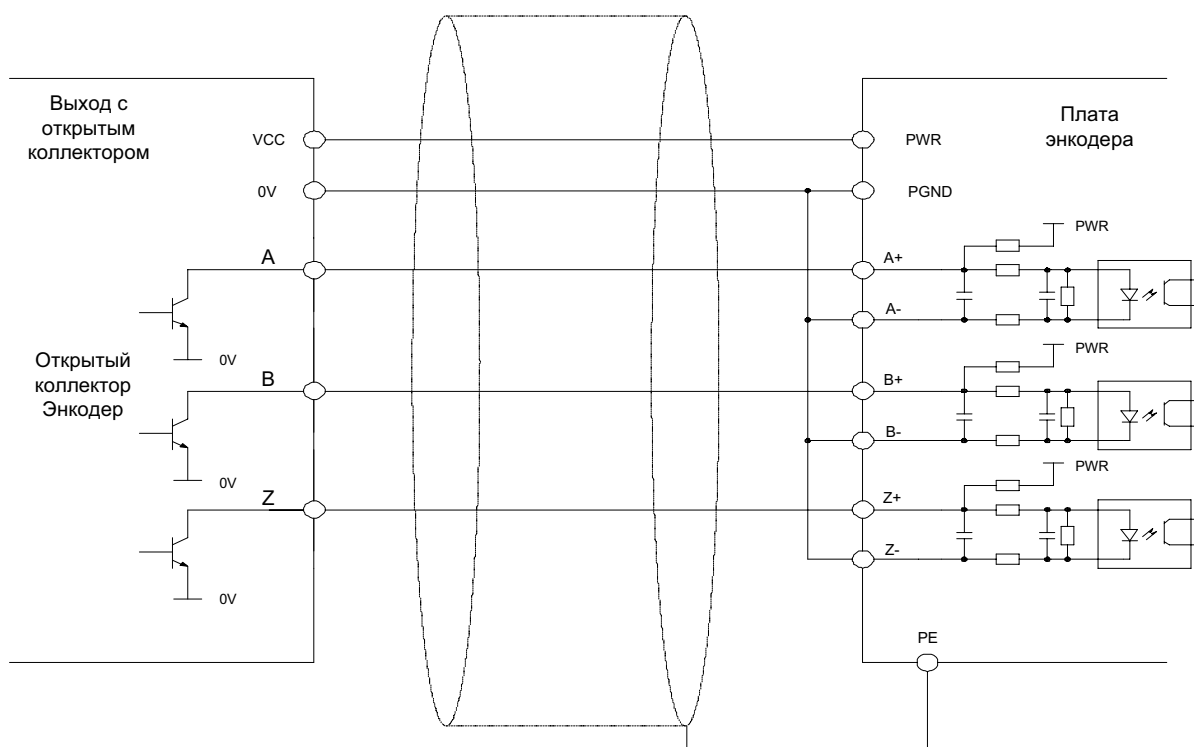 Выход с
открытым
коллектором
VCC
0V
A
0V
Открытый
коллектор
Энкодер
B
0V
Z
0V
Плата
энкодера
PWR
PGND
PWR
A+
A-
PWR
B+
B-
PWR
Z+
Z-
PE